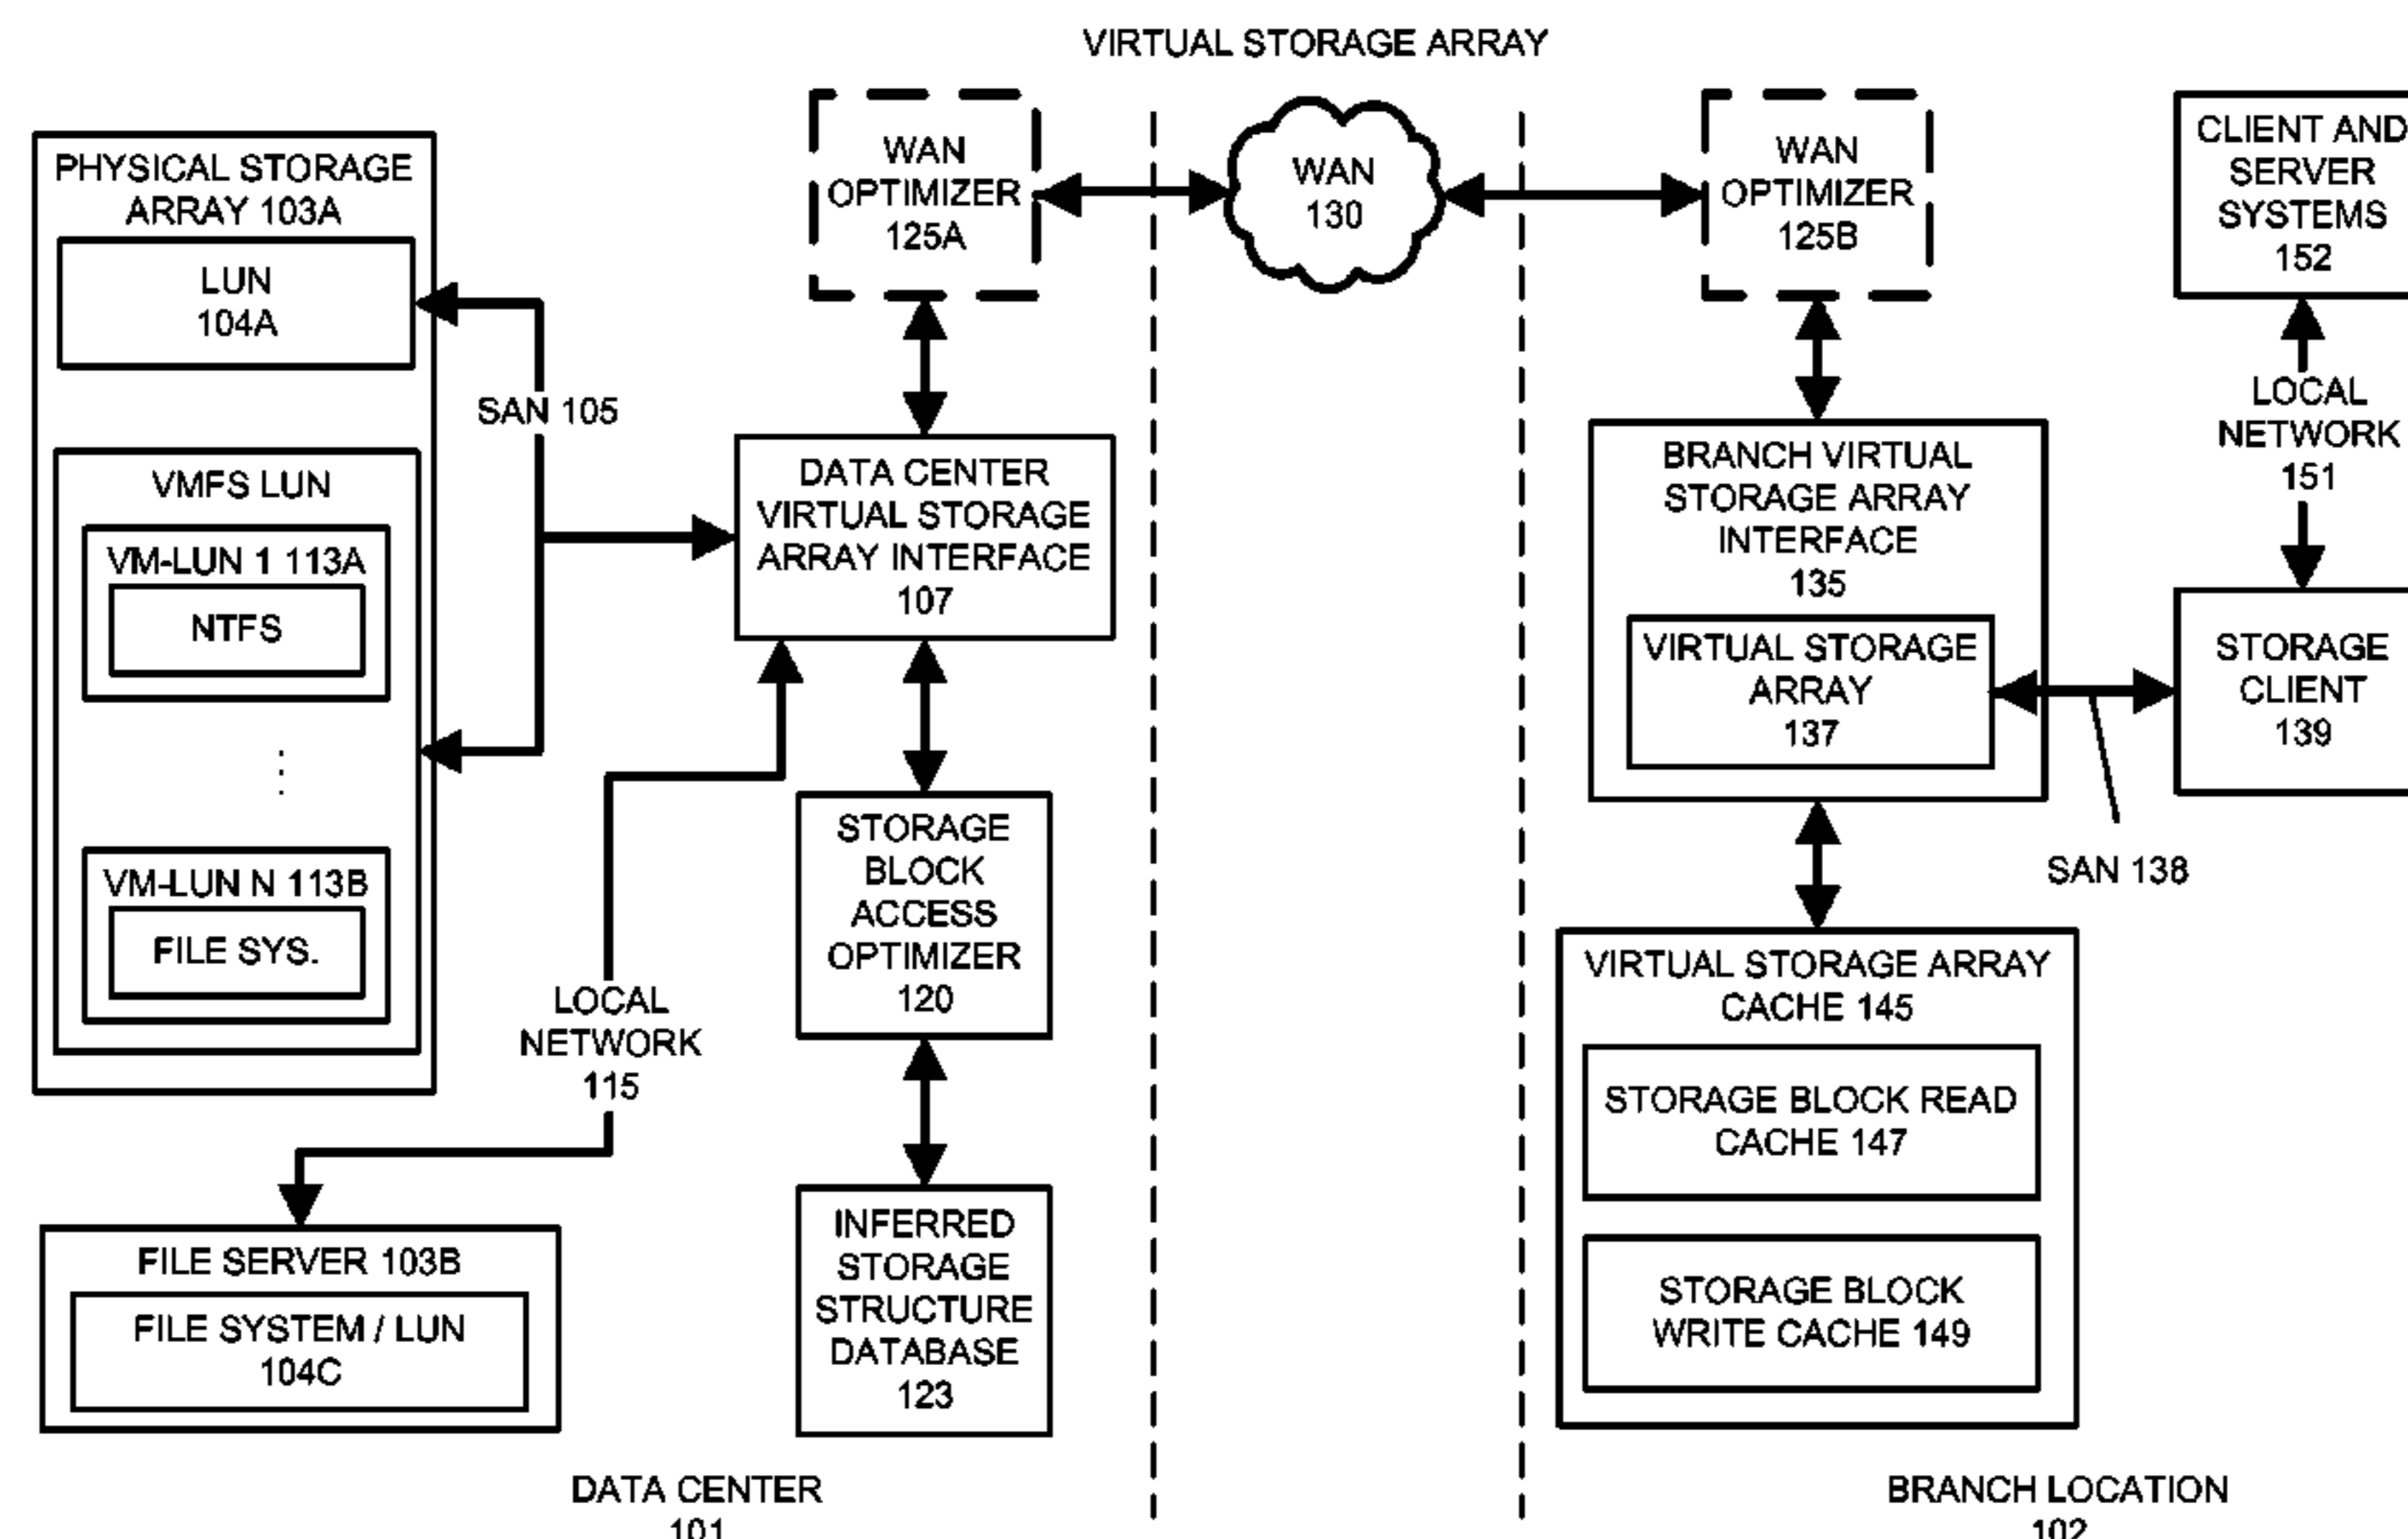 VIRTUAL STORAGE ARRAY
PHYSICAL STORAGE
ARRAY 103A
LUN
104A
VMFS LUN
VM-LUN 1 113A
NTFS
VM-LUN N 113B
FILE SYS.
SAN 105
LOCAL
NETWORK
115
FILE SERVER 103B
FILE SYSTEM / LUN
104C
WAN
OPTIMIZER
125A
DATA CENTER
VIRTUAL STORAGE
ARRAY INTERFACE
107
STORAGE
BLOCK
ACCESS
OPTIMIZER
120
INFERRED
STORAGE
STRUCTURE
DATABASE
123
DATA CENTER
101
WAN
130
WAN
OPTIMIZER
125B
BRANCH VIRTUAL
STORAGE ARRAY
INTERFACE
135
VIRTUAL STORAGE
ARRAY
137
SAN 138
VIRTUAL STORAGE ARRAY
CACHE 145
STORAGE BLOCK READ
CACHE 147
STORAGE BLOCK
WRITE CACHE 149
CLIENT AND
SERVER
SYSTEMS
152
LOCAL
NETWORK
151
STORAGE
CLIENT
139
BRANCH LOCATION
102